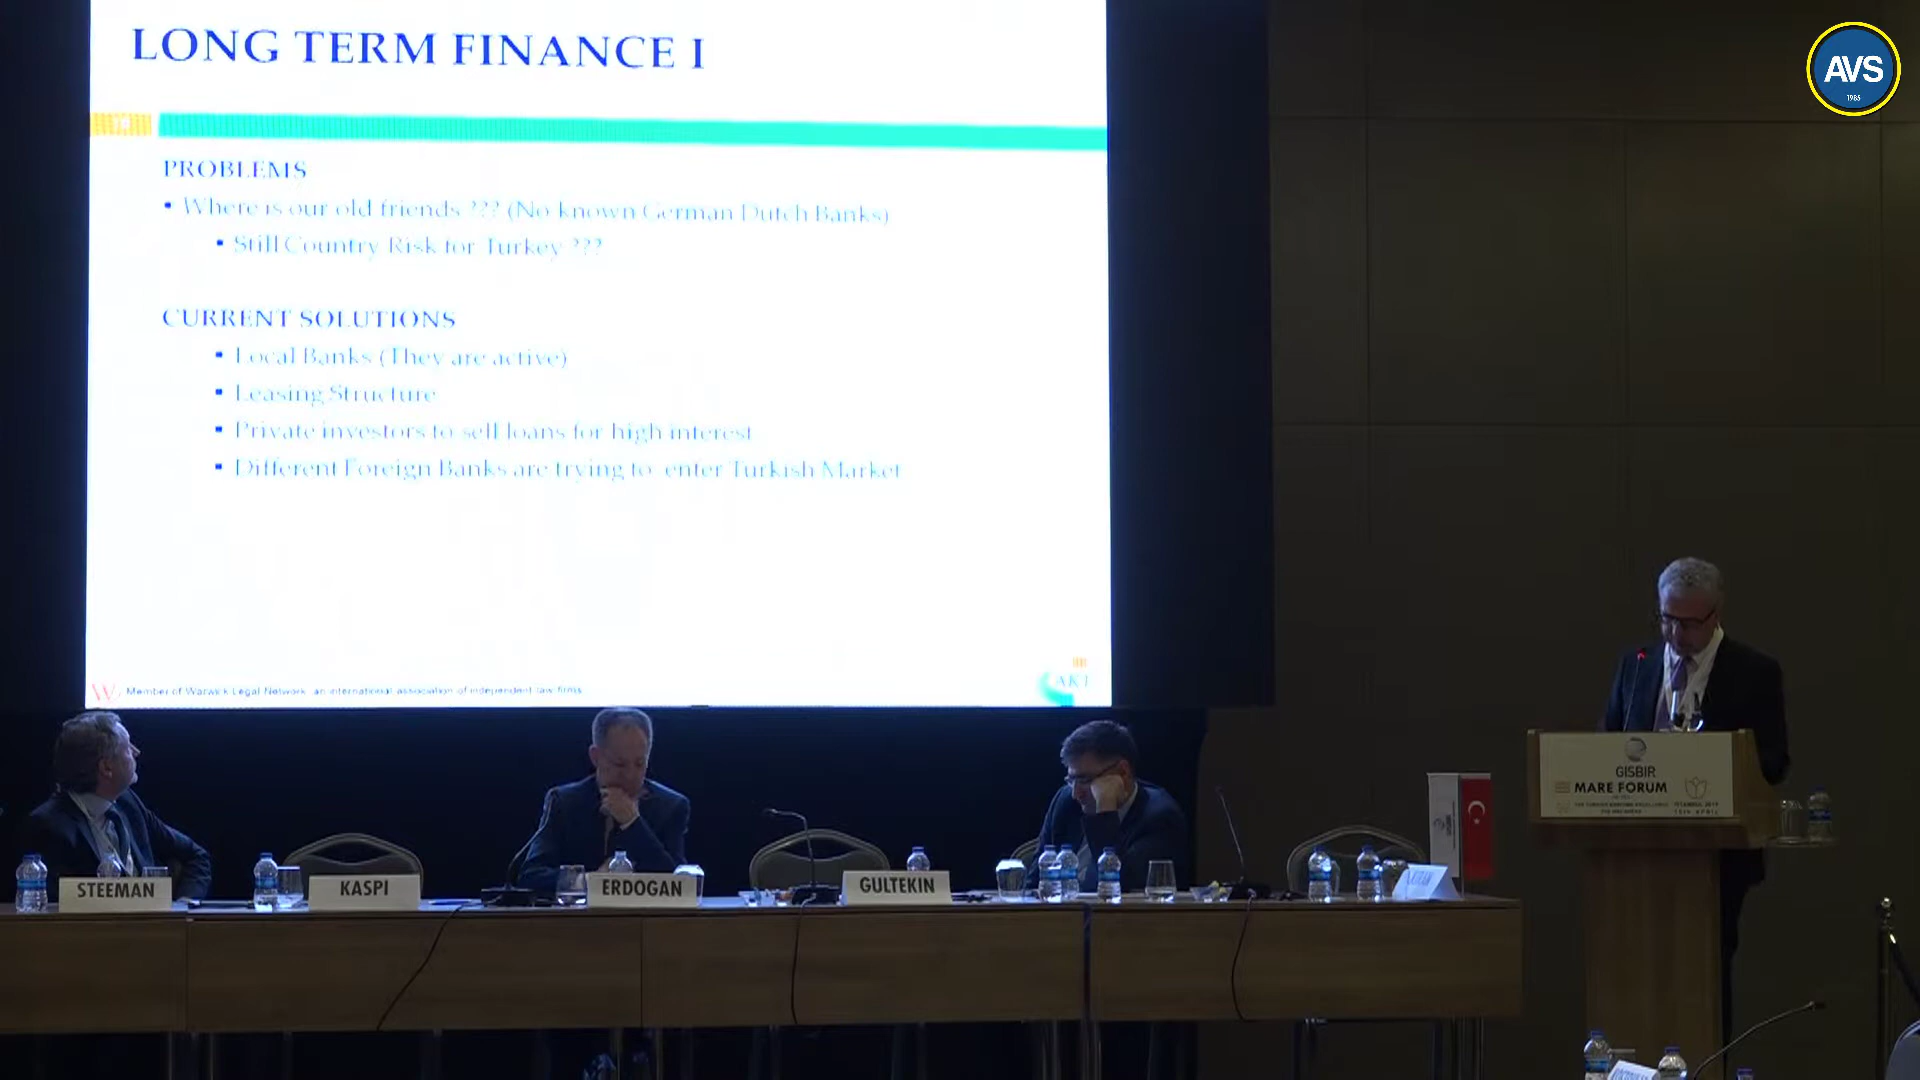 LONG TERM FINANCE I
AVS
1985
PROBLEMS
• Where is our old friends ??? (No known German Dutch Banks)
▪ Still Country Risk for Turkey ???
CURRENT SOLUTIONS
▪ Local Banks (They are active)
▪ Leasing Structure
▪ Private investors to sell loans for high interest
▪ Different Foreign Banks are trying to enter Turkish Market
W Member of Warwick Legal Network an international association of independent law firms
GISBIR
MARE FORUM
STEEMAN
KASPI
ERDOGAN
GULTEKIN